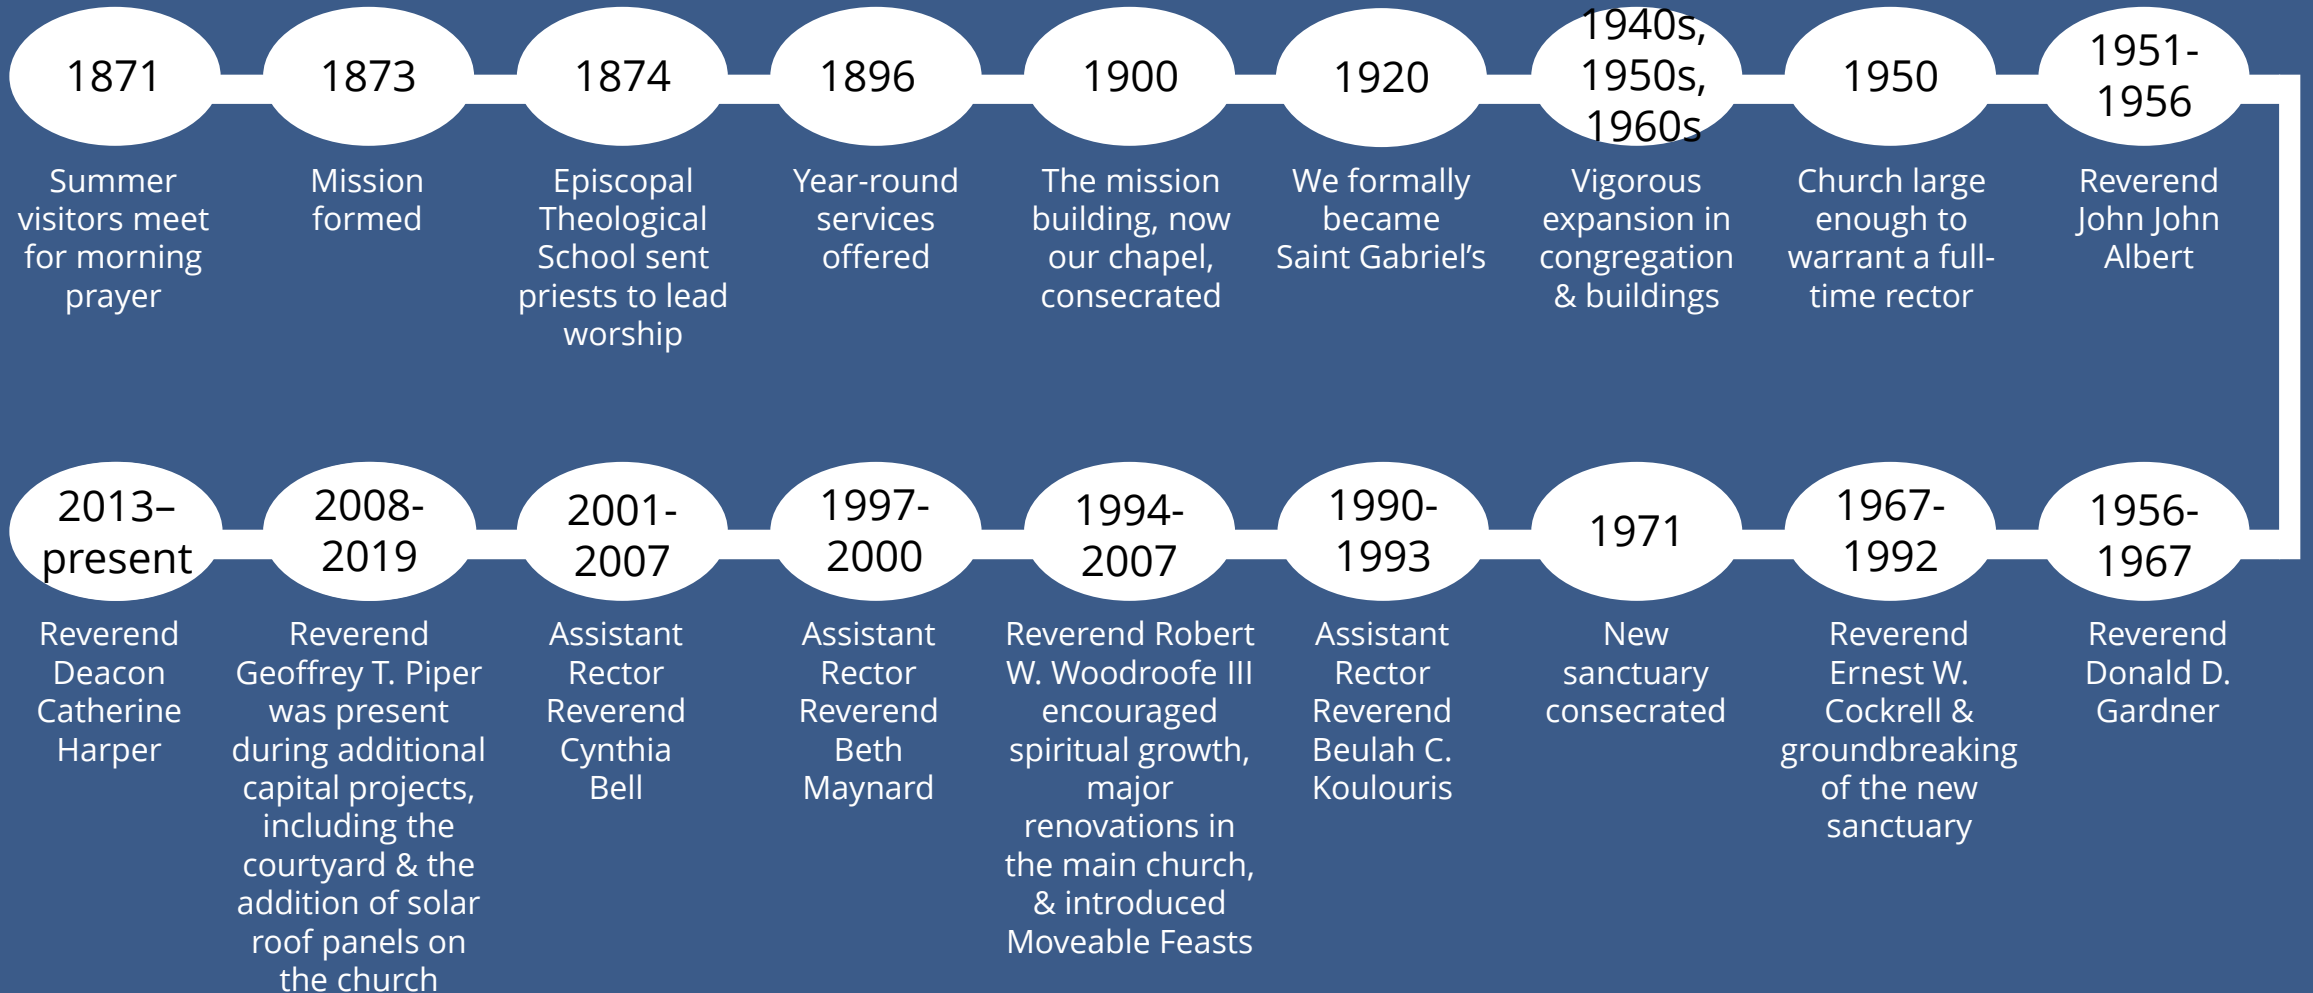 1871
Summer
visitors meet
for morning
prayer
1873
Mission
formed
1874
Episcopal
Theological
School sent
priests to lead
worship
1896
Year-round
services
offered
1900
The mission
building, now
our chapel,
consecrated
1920
We formally
became
Saint Gabriel’s
1940s,
1950s,
1960s
Vigorous
expansion in
congregation
& buildings
1950
Church large
enough to
warrant a full-
time rector
1951-
1956
Reverend
John John
Albert
1956-
1967
Reverend
Donald D.
Gardner
1967-
1992
Reverend
Ernest W.
Cockrell &
groundbreaking
of the new
sanctuary
1971
New
sanctuary
consecrated
1990-
1993
Assistant
Rector
Reverend
Beulah C.
Koulouris
1994-
2007
Reverend Robert
W. Woodroofe III
encouraged
spiritual growth,
major
renovations in
the main church,
& introduced
Moveable Feasts
1997-
2000
Assistant
Rector
Reverend
Beth
Maynard
2001-
2007
Assistant
Rector
Reverend
Cynthia
Bell
2008-
2019
Reverend
Geoffrey T. Piper
was present
during additional
capital projects,
including the
courtyard & the
addition of solar
roof panels on
the church
2013–
present
Reverend
Deacon
Catherine
Harper